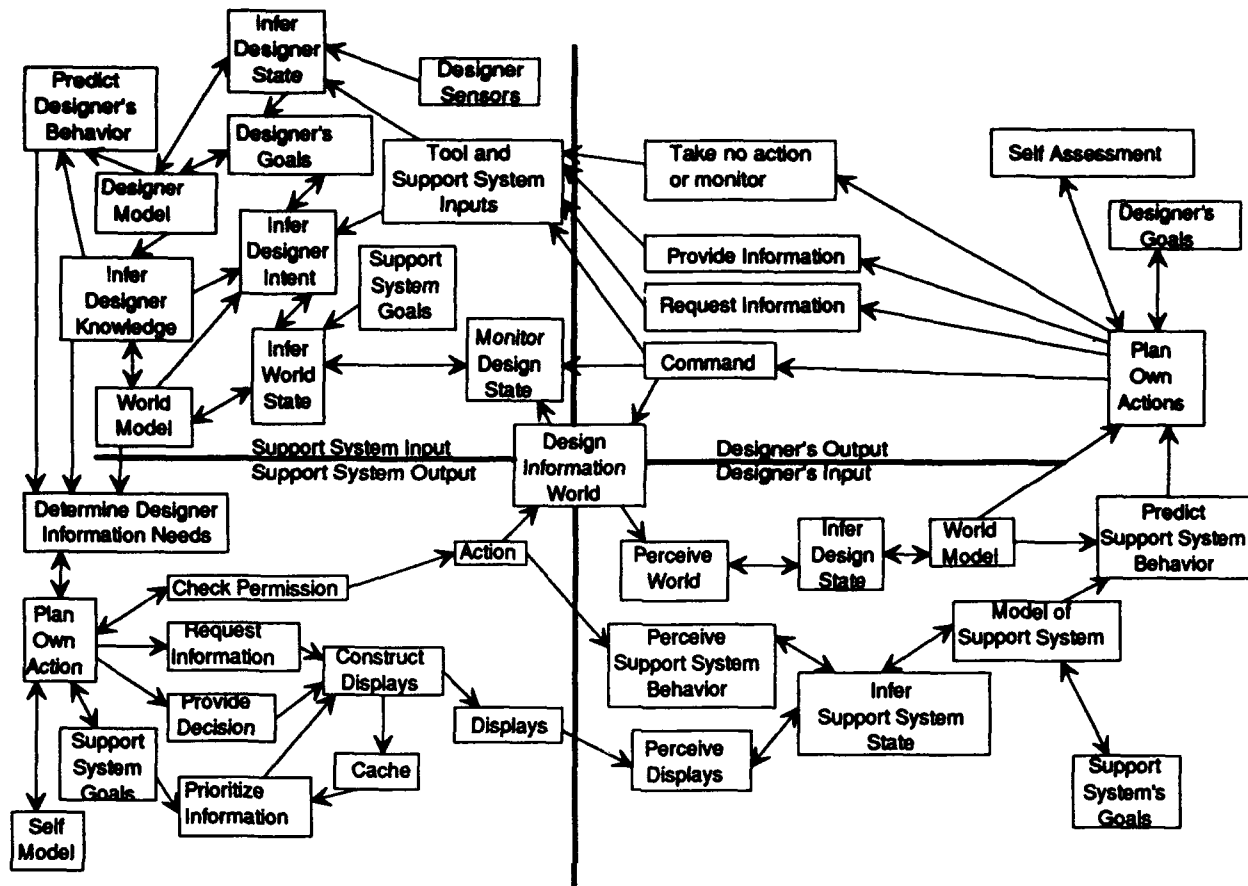 Infer
Designer
State
Designer
Sensors
Predict
Designer's
Behavior
Designer's
Goals
Tool and
Support System
Inputs
Designer
Model
Infer
Designer
Intent
Support
System
Goals
Infer
Designer
Knowledge
Monitor
Design
State
Infer
World
State
World
Model
Take no action
or monitor
Self Assessment
Designer's
Goals
Provide Information
Request Information
Command
Plan
Own
Actions
Support System Input
Support System Output
Design
Information
World
Designer's Output
Designer's Input
Determine Designer
Information Needs
Check Permission
Action
Plan
Own
Action
Request
Information
Construct
Displays
Provide
Decision
Displays
Support
System
Goals
Cache
Prioritize
Information
Self
Model
Perceive
World
Infer
Design
State
World
Model
Predict
Support System
Behavior
Model of
Support System
Perceive
Support System
Behavior
Infer
Support System
State
Perceive
Displays
Support
System's
Goals